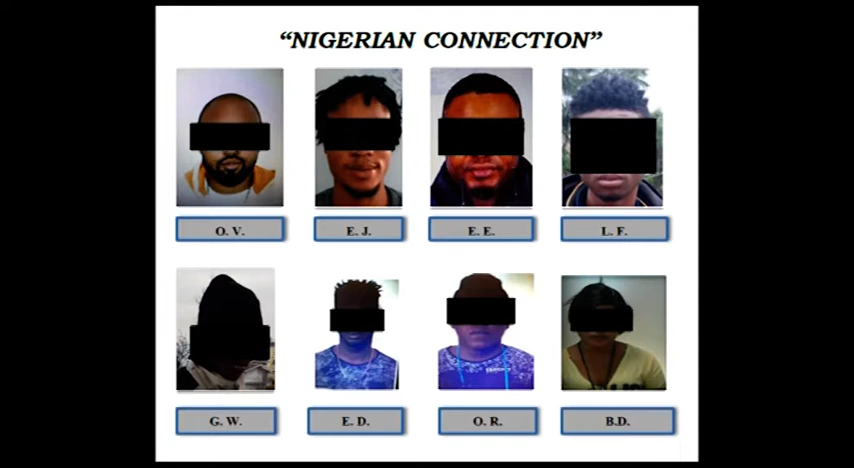 “NIGERIAN CONNECTION”
O. V.
E. J.
E. E.
L. F.
G. W.
E. D.
O. R.
B.D.